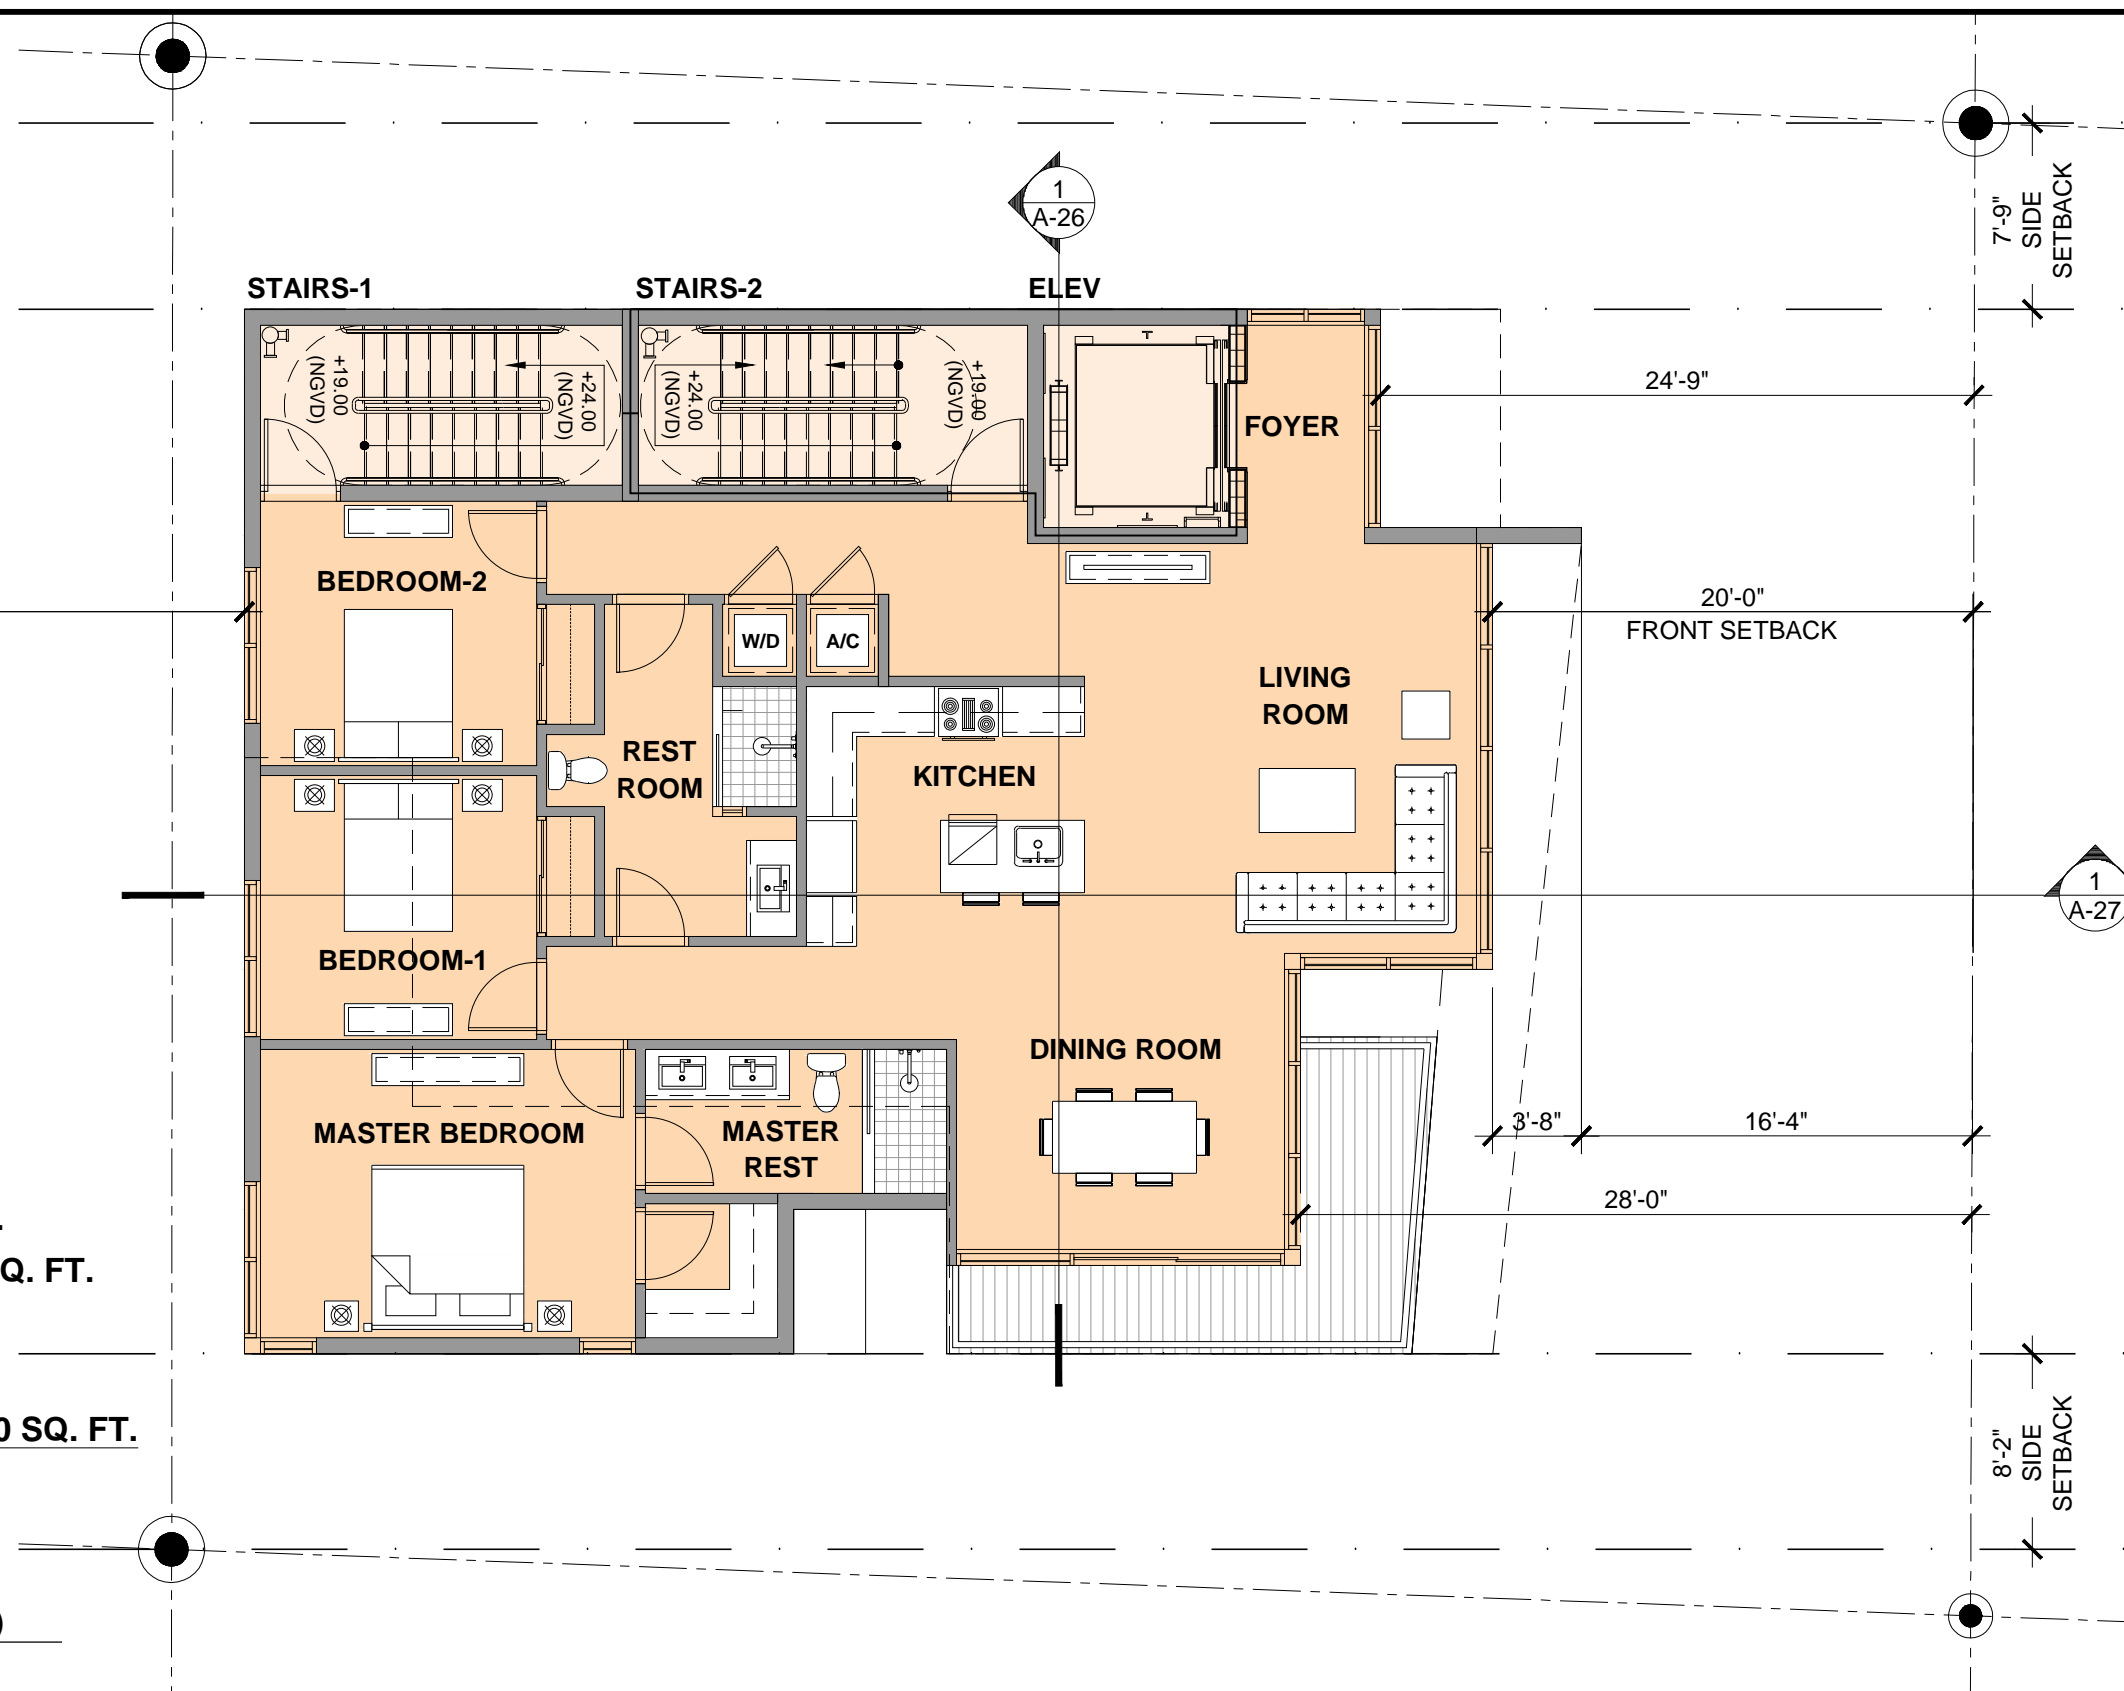 1
A-26
7'-9"
SIDE
SETBACK
STAIRS-1
STAIRS-2
ELEV
+19.00
(NGVD)
+24.00
(NGVD)
+24.00
(NGVD)
+19.00
(NGVD)
24'-9"
FOYER
BEDROOM-2
20'-0"
FRONT SETBACK
W/D
A/C
LIVING
ROOM
REST
ROOM
KITCHEN
1
A-27
BEDROOM-1
DINING ROOM
MASTER BEDROOM
MASTER
REST
3'-8"
16'-4"
28'-0"
Q. FT.
0 SQ. FT.
8'-2"
SIDE
SETBACK
)